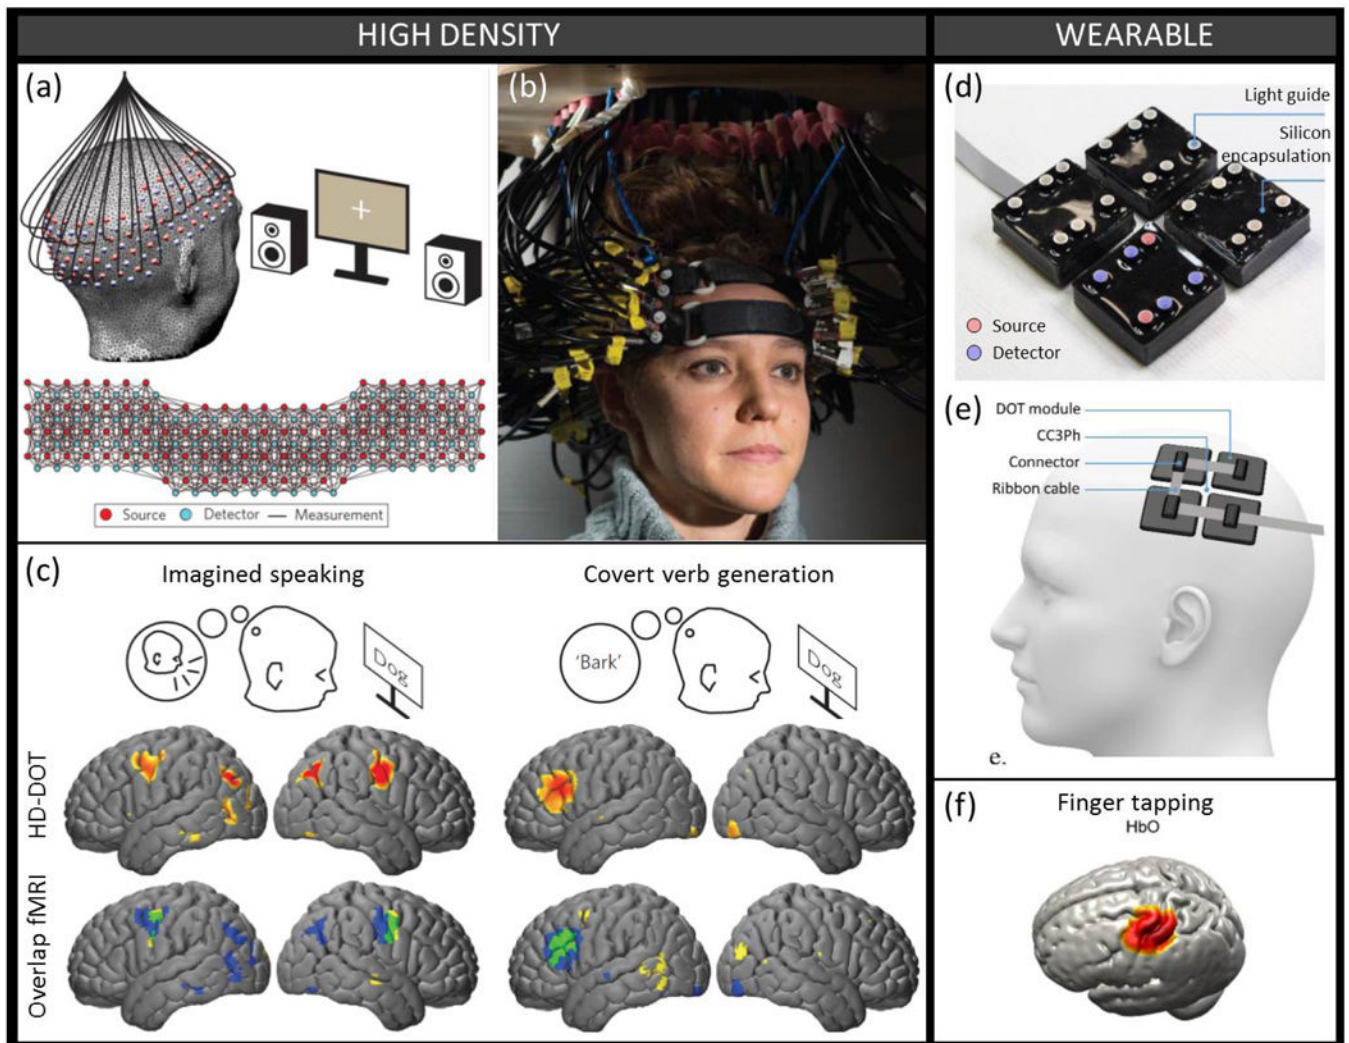 HIGH DENSITY
WEARABLE
(a)
Source Detector Measurement
(b)
(c)
Imagined speaking
Covert verb generation
Dog
'Bark'
Dog
HD-DOT
Overlap fMRI
(d)
Light guide
Silicon
encapsulation
Source
Detector
(e)
DOT module
CC3Ph
Connector
Ribbon cable
e.
(f)
Finger tapping
HbO